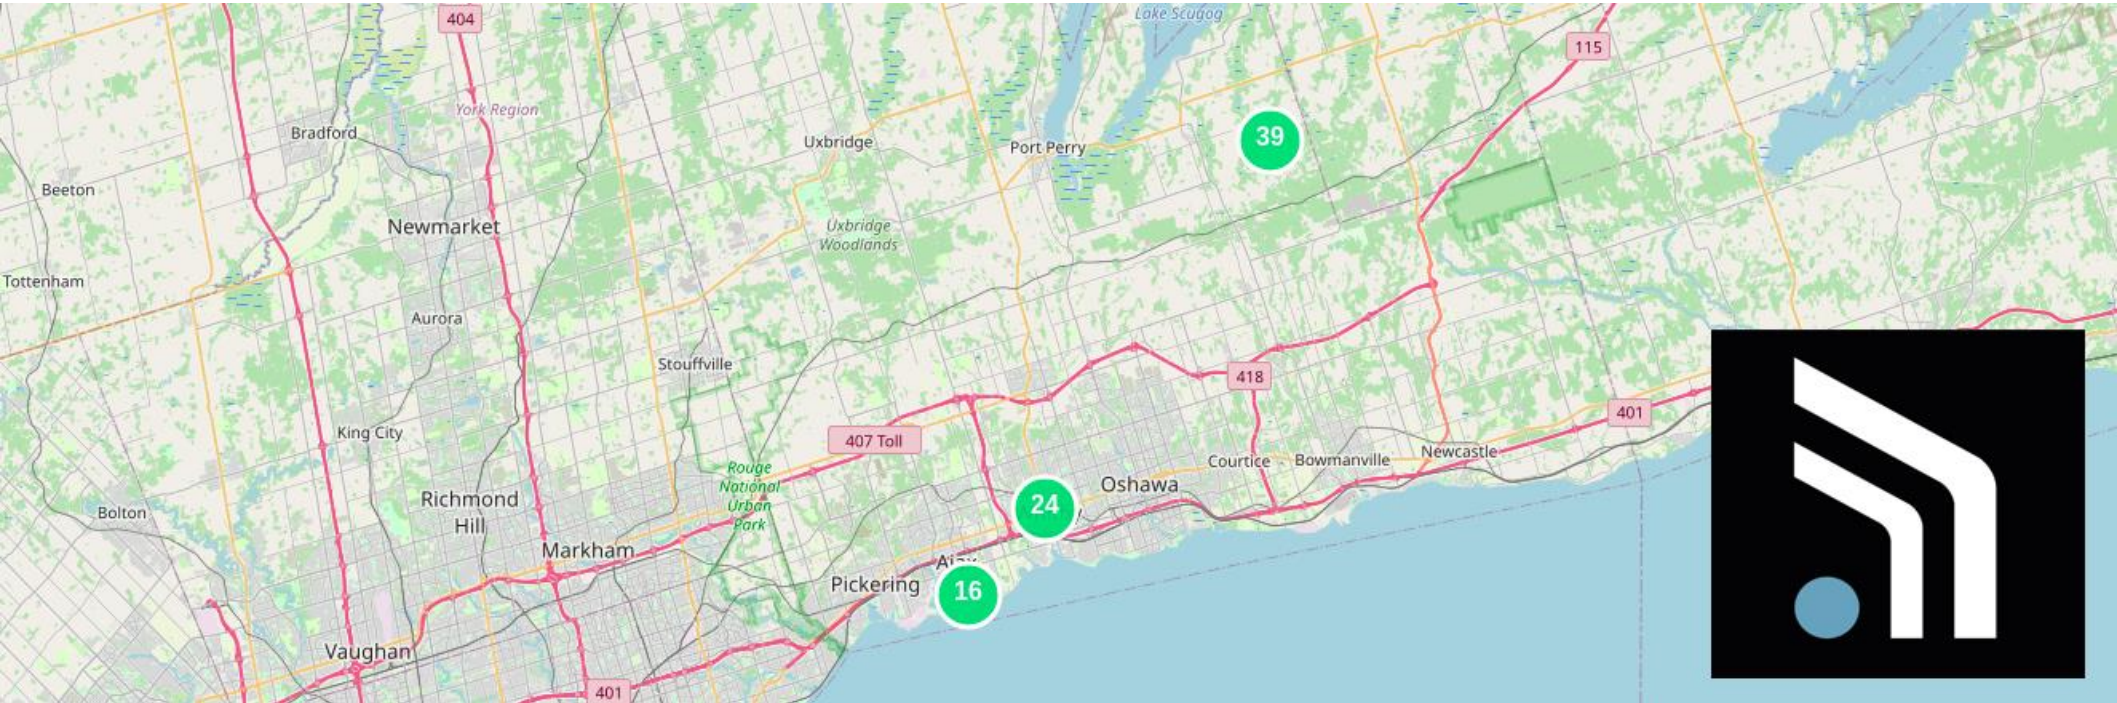 404
Lake Scugog
115
York Region
Bradford
39
Uxbridge
Port Perry
Beeton
Newmarket
Uxbridge
Woodlands
Tottenham
Aurora
Stouffville
418
401
King City
407 Toll
Newcastle
Courtice
Bowmanville
Rouge
National
Urban
Park
Oshawa
Richmond
Hill
24
Bolton
Markham
Ajax
Pickering
16
Vaughan
401